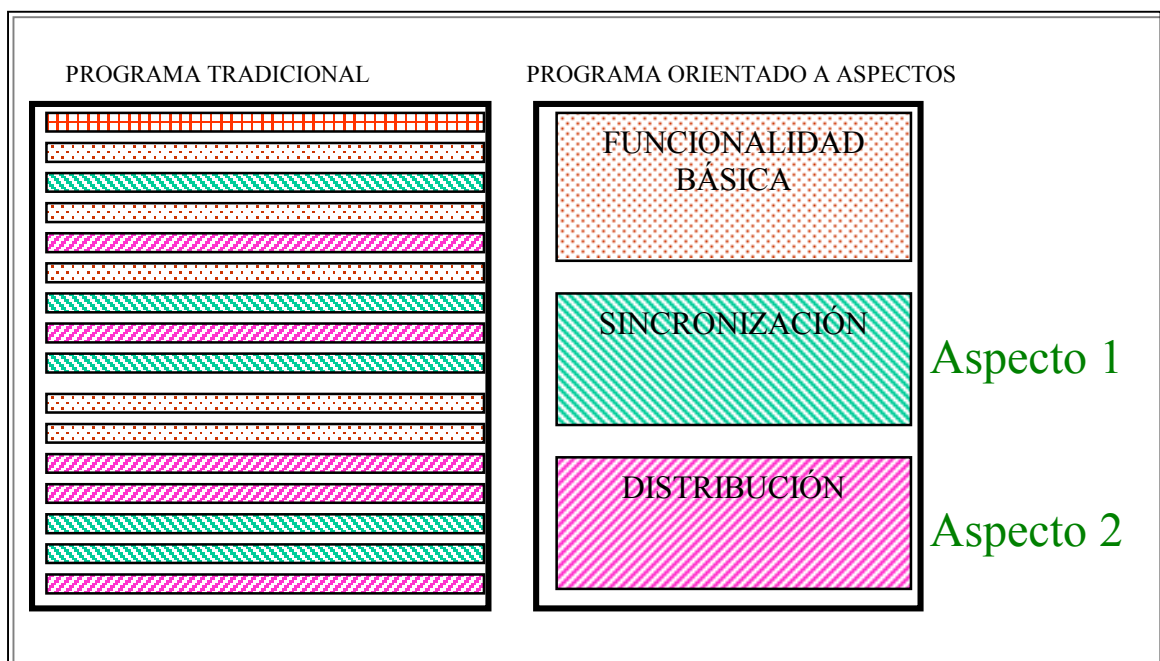 PROGRAMA TRADICIONAL
PROGRAMA ORIENTADO A ASPECTOS
FUNCIONALIDAD
BÁSICA
SINCRONIZACIÓN
Aspecto 1
DISTRIBUCIÓN
Aspecto 2